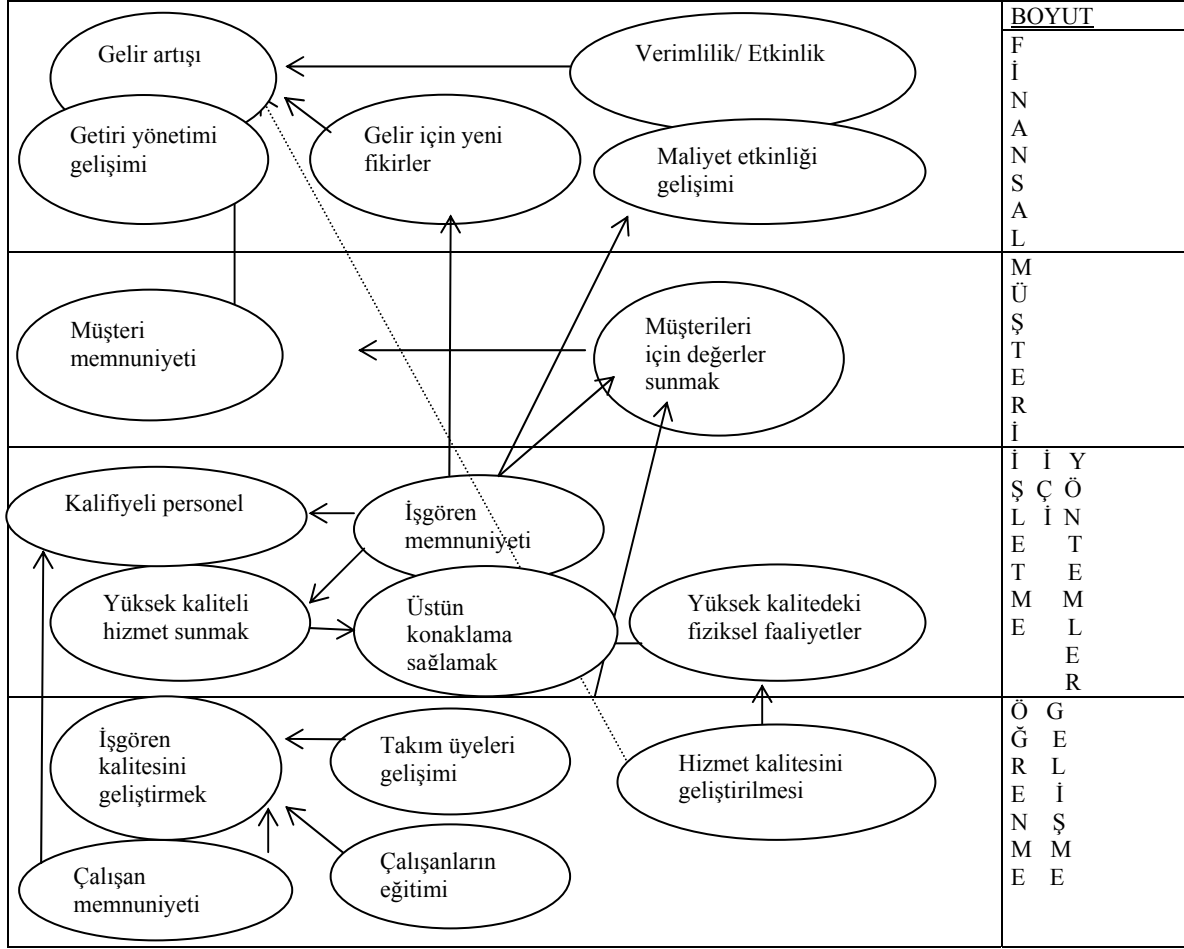 BOYUT
Gelir artışı
Verimlilik/ Etkinlik
Getiri yönetimi
gelişimi
Gelir için yeni
fikirler
Maliyet etkinliği
gelişimi
F
İ
N
A
N
S
A
L
Müşteri
memnuniyeti
Müşterileri
için değerler
sunmak
M
Ü
Ş
T
E
R
İ
Kalifiyeli personel
İşgören
memnuniyeti
Yüksek kaliteli
hizmet sunmak
Üstün
konaklama
sağlamak
Yüksek kalitedeki
fiziksel faaliyetler
İ İ Y
Ş Ç Ö
L İ N
E T
T E
M M
E L
E
R
İşgören
kalitesini
geliştirmek
Takım üyeleri
gelişimi
Hizmet kalitesini
geliştirilmesi
Çalışan
memnuniyeti
Çalışanların
eğitimi
Ö G
Ğ E
R L
E İ
N Ş
M M
E E